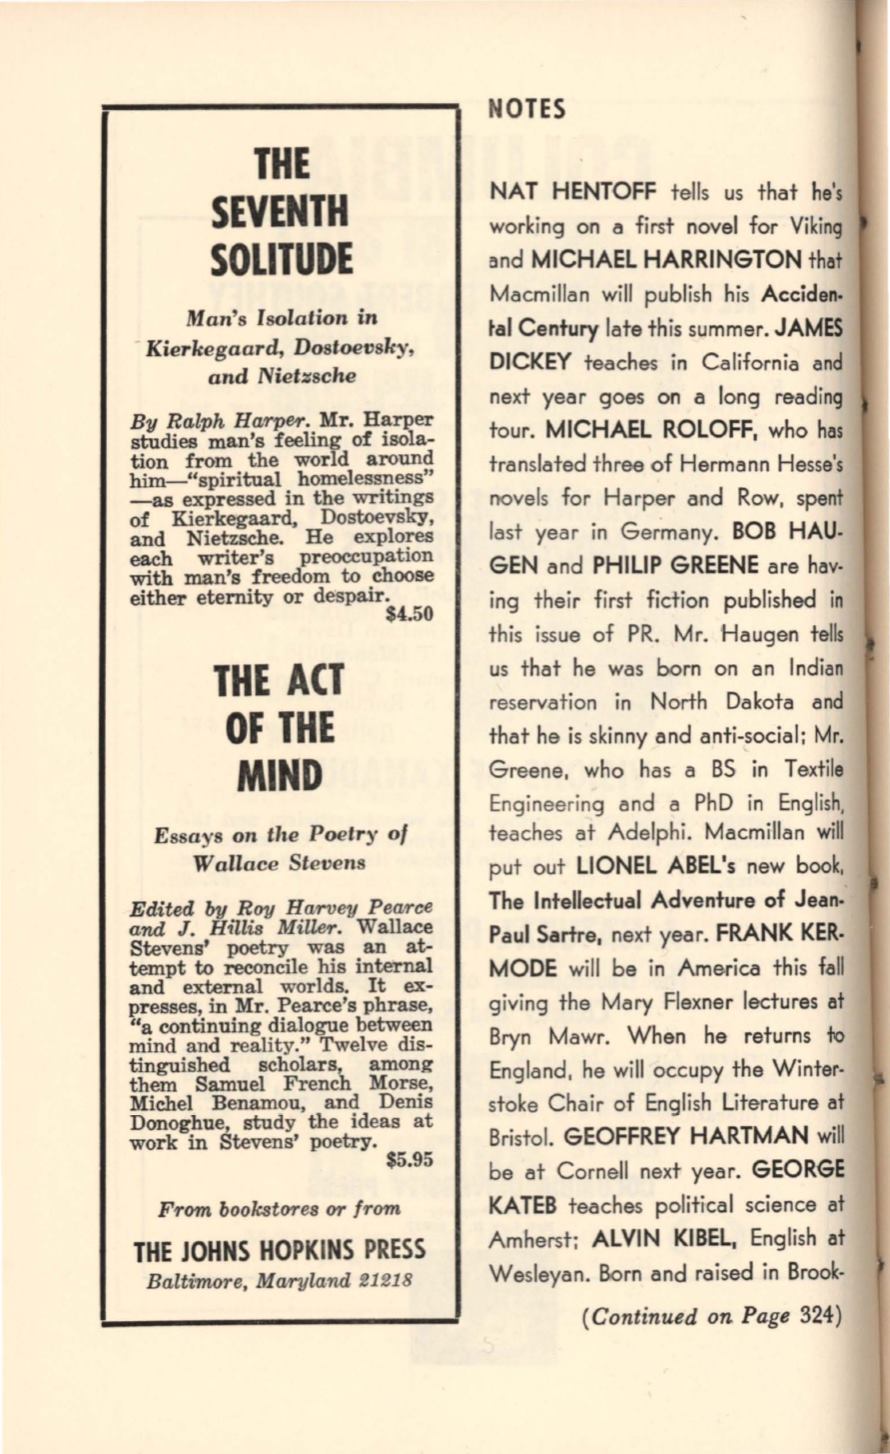 THE
SEVENTH
SOLITUDE
Man's Isolation in
Kierkegaard, Dostoevsky,
and Nietzsche
By Ralph Harper. Mr. Harper
studies man's feeling of isola-
tion from the world around
him—"spiritual homelessness"
—as expressed in the writings
of Kierkegaard, Dostoevsky,
and Nietzsche. He explores
each writer's preoccupation
with man's freedom to choose
either eternity or despair.
$4.50
THE ACT
OF THE
MIND
Essays on the Poetry of
Wallace Stevens
Edited by Roy Harvey Pearce
and J. Hillis Miller. Wallace
Stevens' poetry was an at-
tempt to reconcile his internal
and external worlds. It ex-
presses, in Mr. Pearce's phrase,
"a continuing dialogue between
mind and reality." Twelve dis-
tinguished scholars, among
them Samuel French Morse,
Michel Benamou, and Denis
Donoghue, study the ideas at
work in Stevens' poetry.
$5.95
From bookstores or from
THE JOHNS HOPKINS PRESS
Baltimore, Maryland 21218
NOTES
NAT HENTOFF tells us that he's
working on a first novel for Viking
and MICHAEL HARRINGTON that
Macmillan will publish his Acciden-
tal Century late this summer. JAMES
DICKEY teaches in California and
next year goes on a long reading
tour. MICHAEL ROLOFF, who has
translated three of Hermann Hesse's
novels for Harper and Row, spent
last year in Germany. BOB HAU-
GEN and PHILIP GREENE are hav-
ing their first fiction published in
this issue of PR. Mr. Haugen tells
us that he was born on an Indian
reservation in North Dakota and
that he is skinny and anti-social; Mr.
Greene, who has a BS in Textile
Engineering and a PhD in English,
teaches at Adelphi. Macmillan will
put out LIONEL ABEL's new book,
The Intellectual Adventure of Jean-
Paul Sartre, next year. FRANK KER-
MODE will be in America this fall
giving the Mary Flexner lectures at
Bryn Mawr. When he returns to
England, he will occupy the Winter-
stoke Chair of English Literature at
Bristol. GEOFFREY HARTMAN will
be at Cornell next year. GEORGE
KATEB teaches political science at
Amherst; ALVIN KIBEL, English at
Wesleyan. Born and raised in Brook-
(Continued on Page 324)